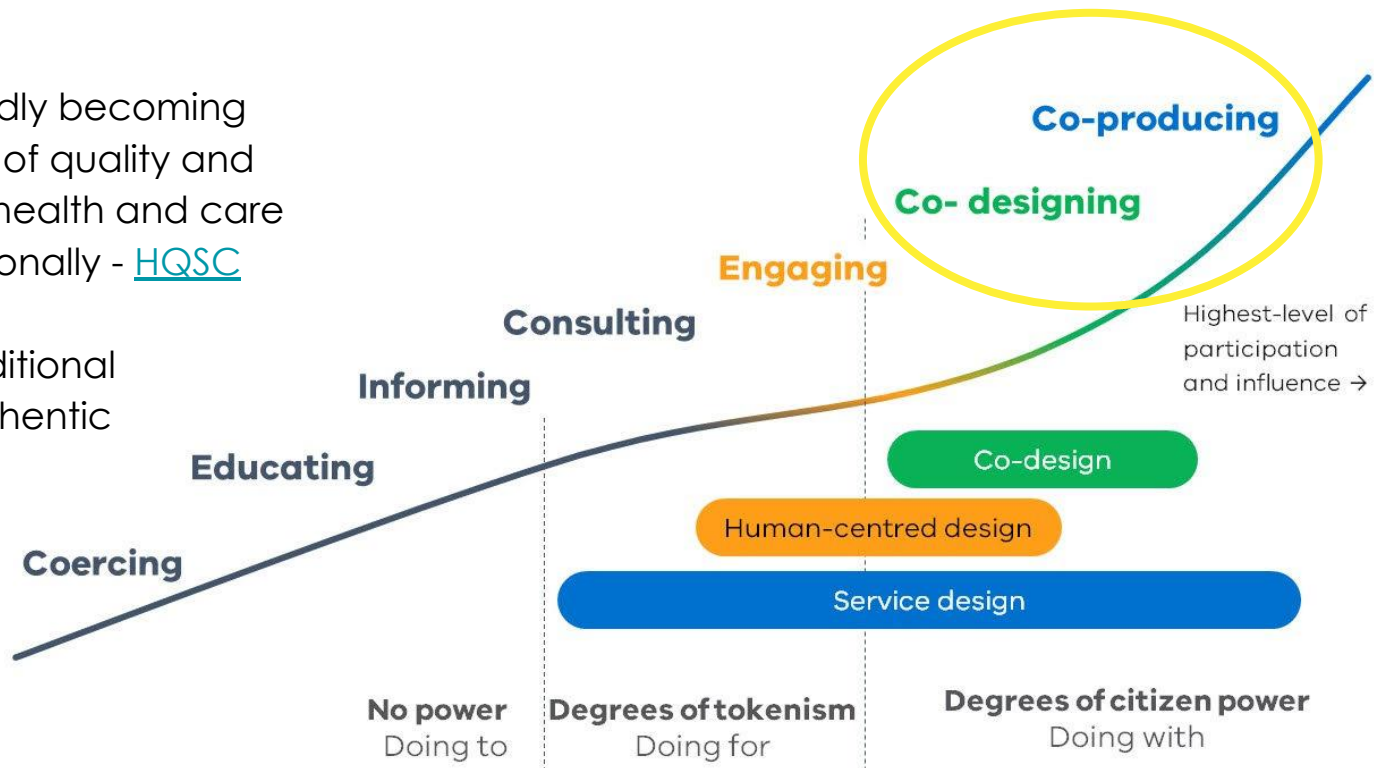 dly becoming
of quality and
health and care
onally - HQSC
ditional
hentic
Co-producing
Co- designing
Engaging
Consulting
Informing
Educating
Coercing
Highest-level of
participation
and influence →
Co-design
Human-centred design
Service design
No power
Doing to
Degrees of tokenism
Doing for
Degrees of citizen power
Doing with